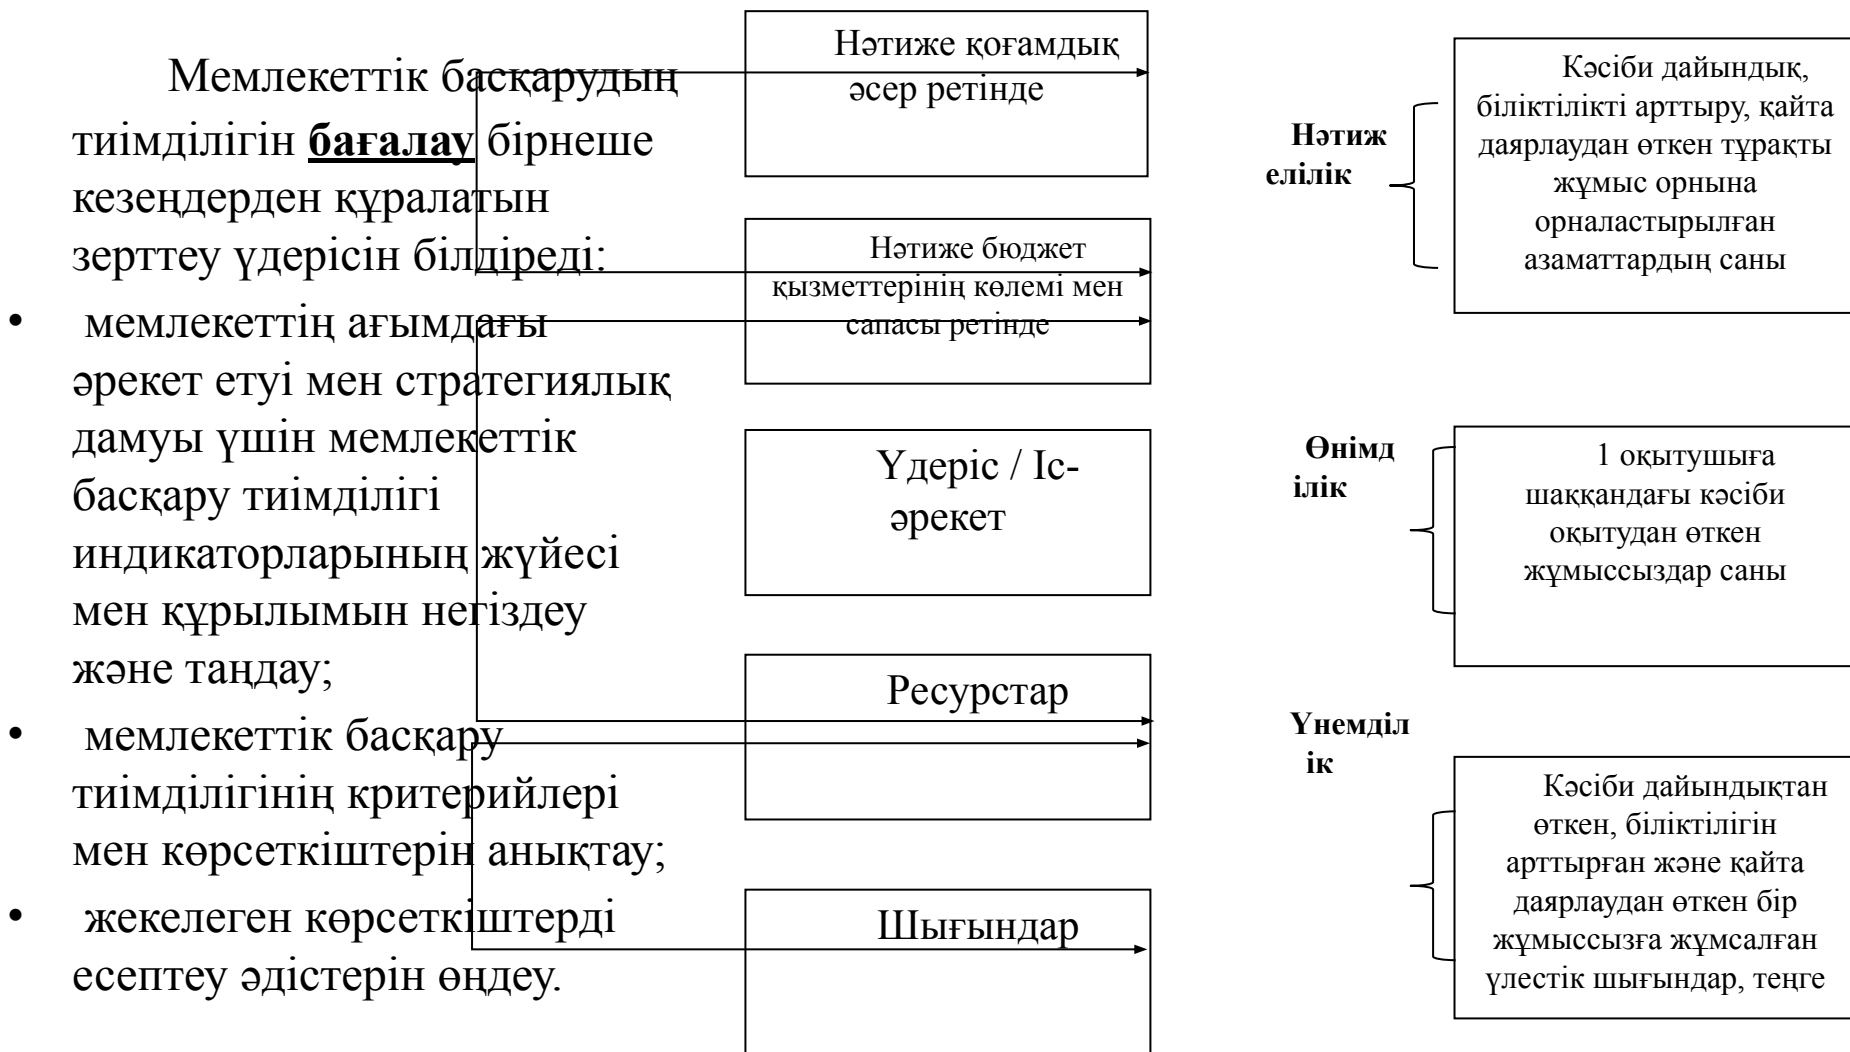 Мемлекеттік басқарудың
тиімділігін бағалау бірнеше
кезеңдерден құралатын
зерттеу үдерісін білдіреді:
• мемлекеттің ағымдағы
әрекет етуі мен стратегиялық
дамуы үшін мемлекеттік
басқару тиімділігі
индикаторларының жүйесі
мен құрылымын негіздеу
және таңдау;
• мемлекеттік басқару
тиімділігінің критерийлері
мен көрсеткіштерін анықтау;
• жекелеген көрсеткіштерді
есептеу әдістерін өңдеу.
Нәтиже қоғамдық
әсер ретінде
Нәтиже бюджет
қызметтерінің көлемі мен
сапасы ретінде
Үдеріс / Іс-
әрекет
Ресурстар
Шығындар
Нәтиж
елілік
Кәсіби дайындық,
біліктілікті арттыру, қайта
даярлаудан өткен тұрақты
жұмыс орнына
орналастырылған
азаматтардың саны
Өнімд
ілік
1 оқытушыға
шаққандағы кәсіби
оқытудан өткен
жұмыссыздар саны
Үнемділ
ік
Кәсіби дайындықтан
өткен, біліктілігін
арттырған және қайта
даярлаудан өткен бір
жұмыссызға жұмсалған
үлестік шығындар, теңге